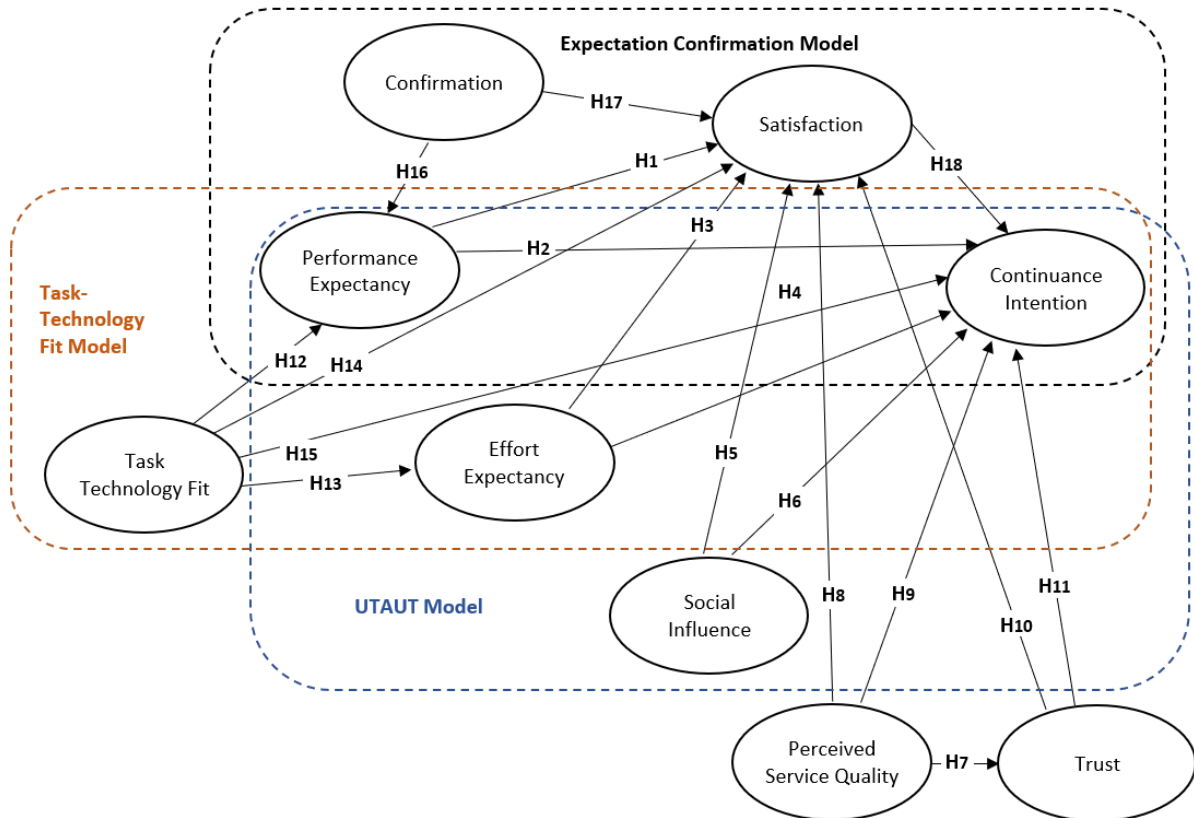 Expectation Confirmation Model
Confirmation
H17
Satisfaction
H1
H18
H16
H3
Performance
Expectancy
H2
Continuance
Intention
Task-
Technology
Fit Model
H4
H12
H14
Task
Technology Fit
H15
H13
Effort
Expectancy
H5
H6
UTAUT Model
Social
Influence
H8
H9
H11
H10
Perceived
Service Quality
H7
Trust